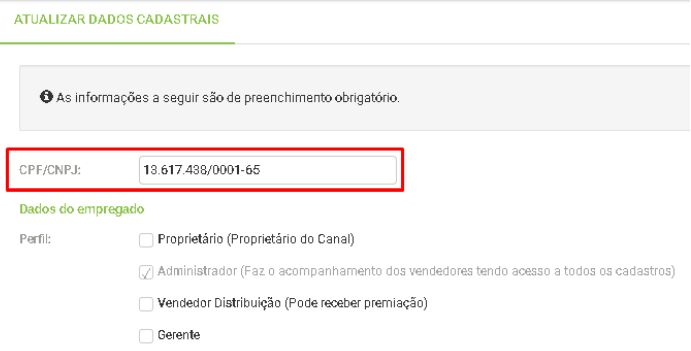 ATUALIZAR DADOS CADASTRAIS
As informações a seguir são de preenchimento obrigatório.
CPF/CNPJ: 13.617.438/0001-65
Dados do empregado
Perfil: Proprietário (Proprietário do Canal)
Administrador (Faz o acompanhamento dos vendedores tendo acesso a todos os cadastros)
Vendedor Distribuição (Pode receber premiação)
Gerente